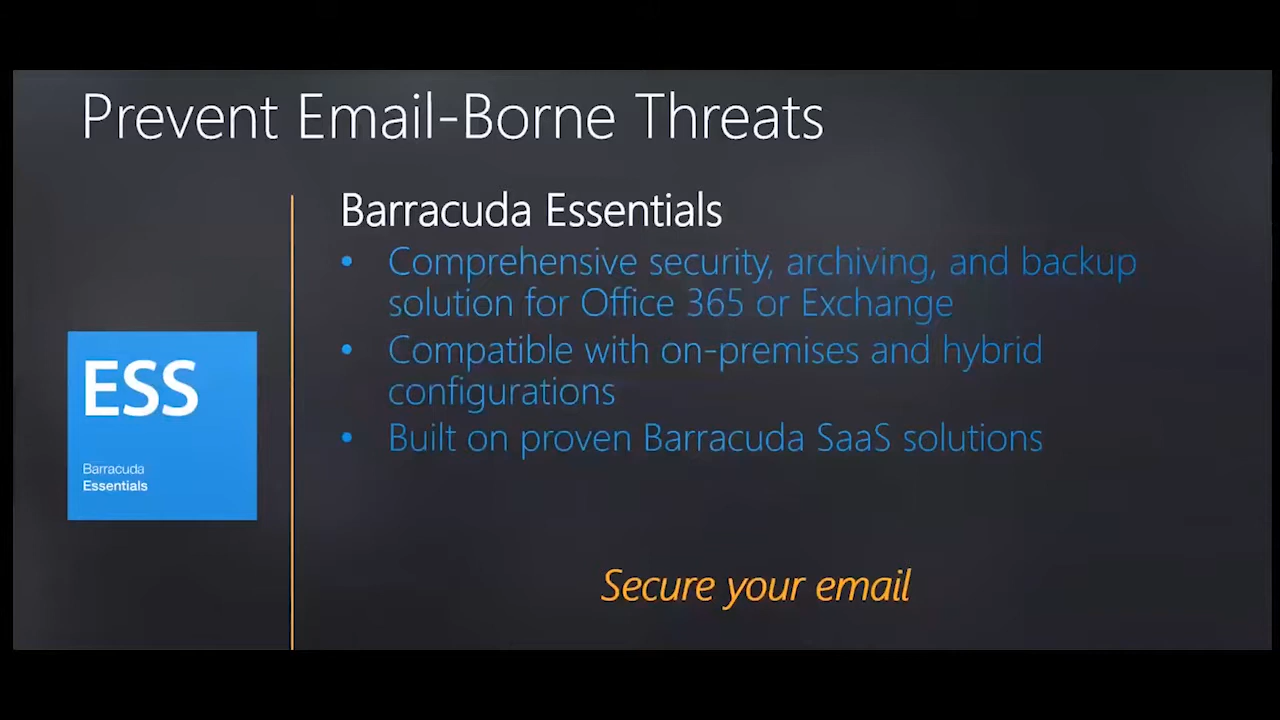 Prevent Email-Borne Threats
Barracuda Essentials
• Comprehensive security, archiving, and backup
solution for Office 365 or Exchange
• Compatible with on-premises and hybrid
configurations
• Built on proven Barracuda SaaS solutions
ESS
Barracuda
Essentials
Secure your email